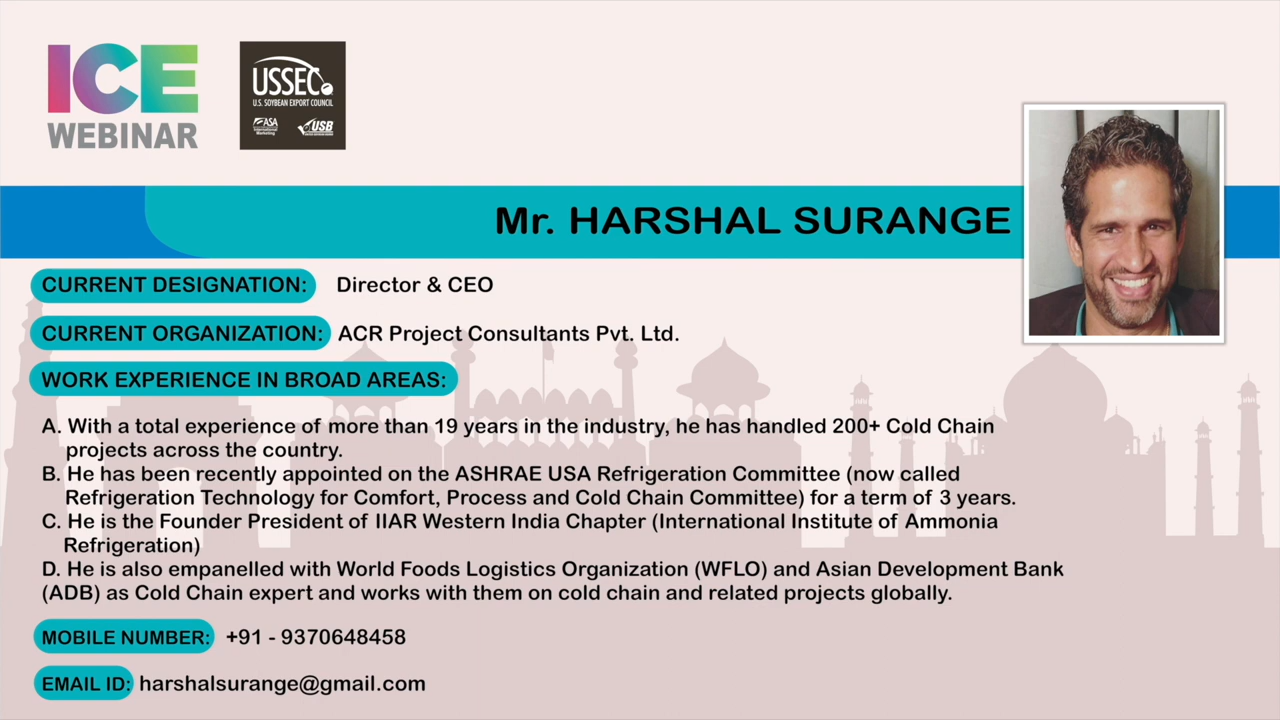 ICE
WEBINAR
USSEC
U.S. SOYBEAN EXPORT COUNCIL
ASA
International
Marketing
USB
Mr. HARSHAL SURANGE
CURRENT DESIGNATION: Director & CEO
CURRENT ORGANIZATION: ACR Project Consultants Pvt. Ltd.
WORK EXPERIENCE IN BROAD AREAS:
A. With a total experience of more than 19 years in the industry, he has handled 200+ Cold Chain
projects across the country.
B. He has been recently appointed on the ASHRAE USA Refrigeration Committee (now called
Refrigeration Technology for Comfort, Process and Cold Chain Committee) for a term of 3 years.
C. He is the Founder President of IIAR Western India Chapter (International Institute of Ammonia
Refrigeration)
D. He is also empanelled with World Foods Logistics Organization (WFLO) and Asian Development Bank
(ADB) as Cold Chain expert and works with them on cold chain and related projects globally.
MOBILE NUMBER: +91 - 9370648458
EMAIL ID: harshalsurange@gmail.com